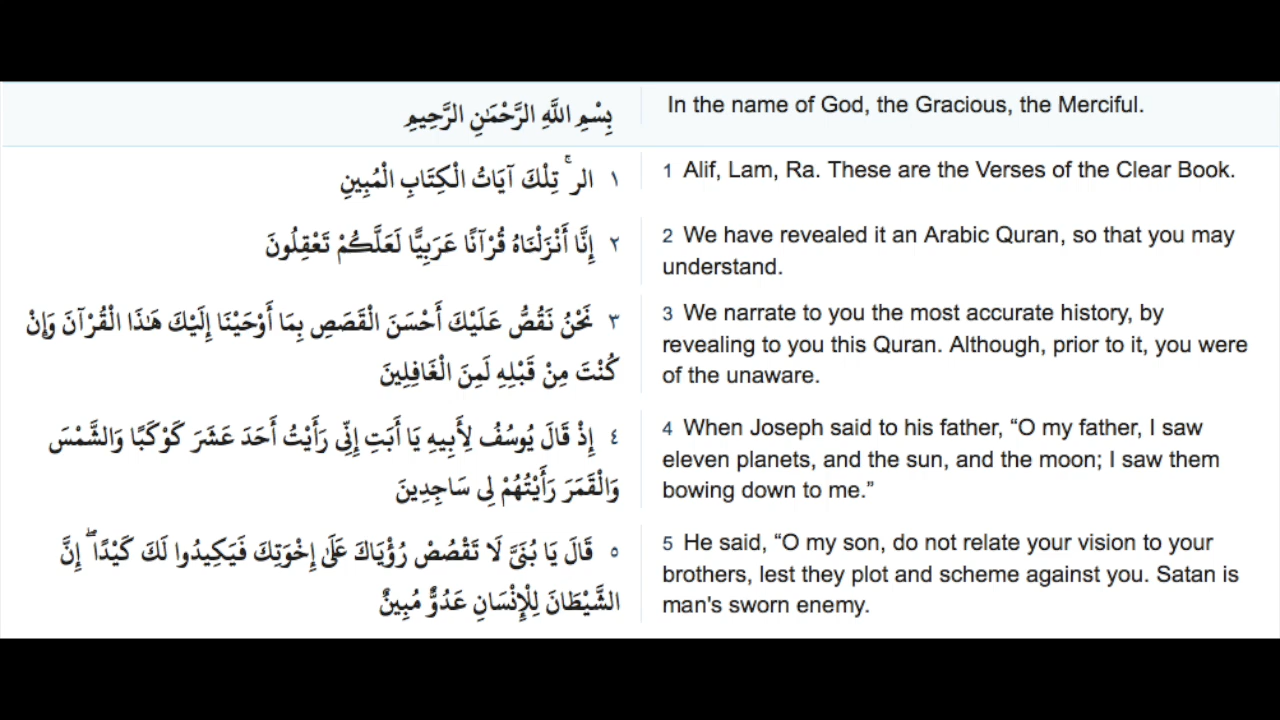 بِسْمِ اللَّهِ الرَّحْمَٰنِ الرَّحِيمِ
In the name of God, the Gracious, the Merciful.
١ الر ۚ تِلْكَ آيَاتُ الْكِتَابِ الْمُبِينِ
1 Alif, Lam, Ra. These are the Verses of the Clear Book.
٢ إِنَّا أَنْزَلْنَاهُ قُرْآنًا عَرَبِيًّا لَعَلَّكُمْ تَعْقِلُونَ
2 We have revealed it an Arabic Quran, so that you may
understand.
٣ نَحْنُ نَقُصُّ عَلَيْكَ أَحْسَنَ الْقَصَصِ بِمَا أَوْحَيْنَا إِلَيْكَ هَٰذَا الْقُرْآنَ وَإِنْ
كُنْتَ مِنْ قَبْلِهِ لَمِنَ الْغَافِلِينَ
3 We narrate to you the most accurate history, by
revealing to you this Quran. Although, prior to it, you were
of the unaware.
٤ إِذْ قَالَ يُوسُفُ لِأَبِيهِ يَا أَبَتِ إِنِّي رَأَيْتُ أَحَدَ عَشَرَ كَوْكَبًا وَالشَّمْسَ
وَالْقَمَرَ رَأَيْتُهُمْ لِي سَاجِدِينَ
4 When Joseph said to his father, “O my father, I saw
eleven planets, and the sun, and the moon; I saw them
bowing down to me.”
٥ قَالَ يَا بُنَيَّ لَا تَقْصُصْ رُؤْيَاكَ عَلَىٰ إِخْوَتِكَ فَيَكِيدُوا لَكَ كَيْدًا ۖ إِنَّ
الشَّيْطَانَ لِلْإِنْسَانِ عَدُوٌّ مُبِينٌ
5 He said, “O my son, do not relate your vision to your
brothers, lest they plot and scheme against you. Satan is
man's sworn enemy.